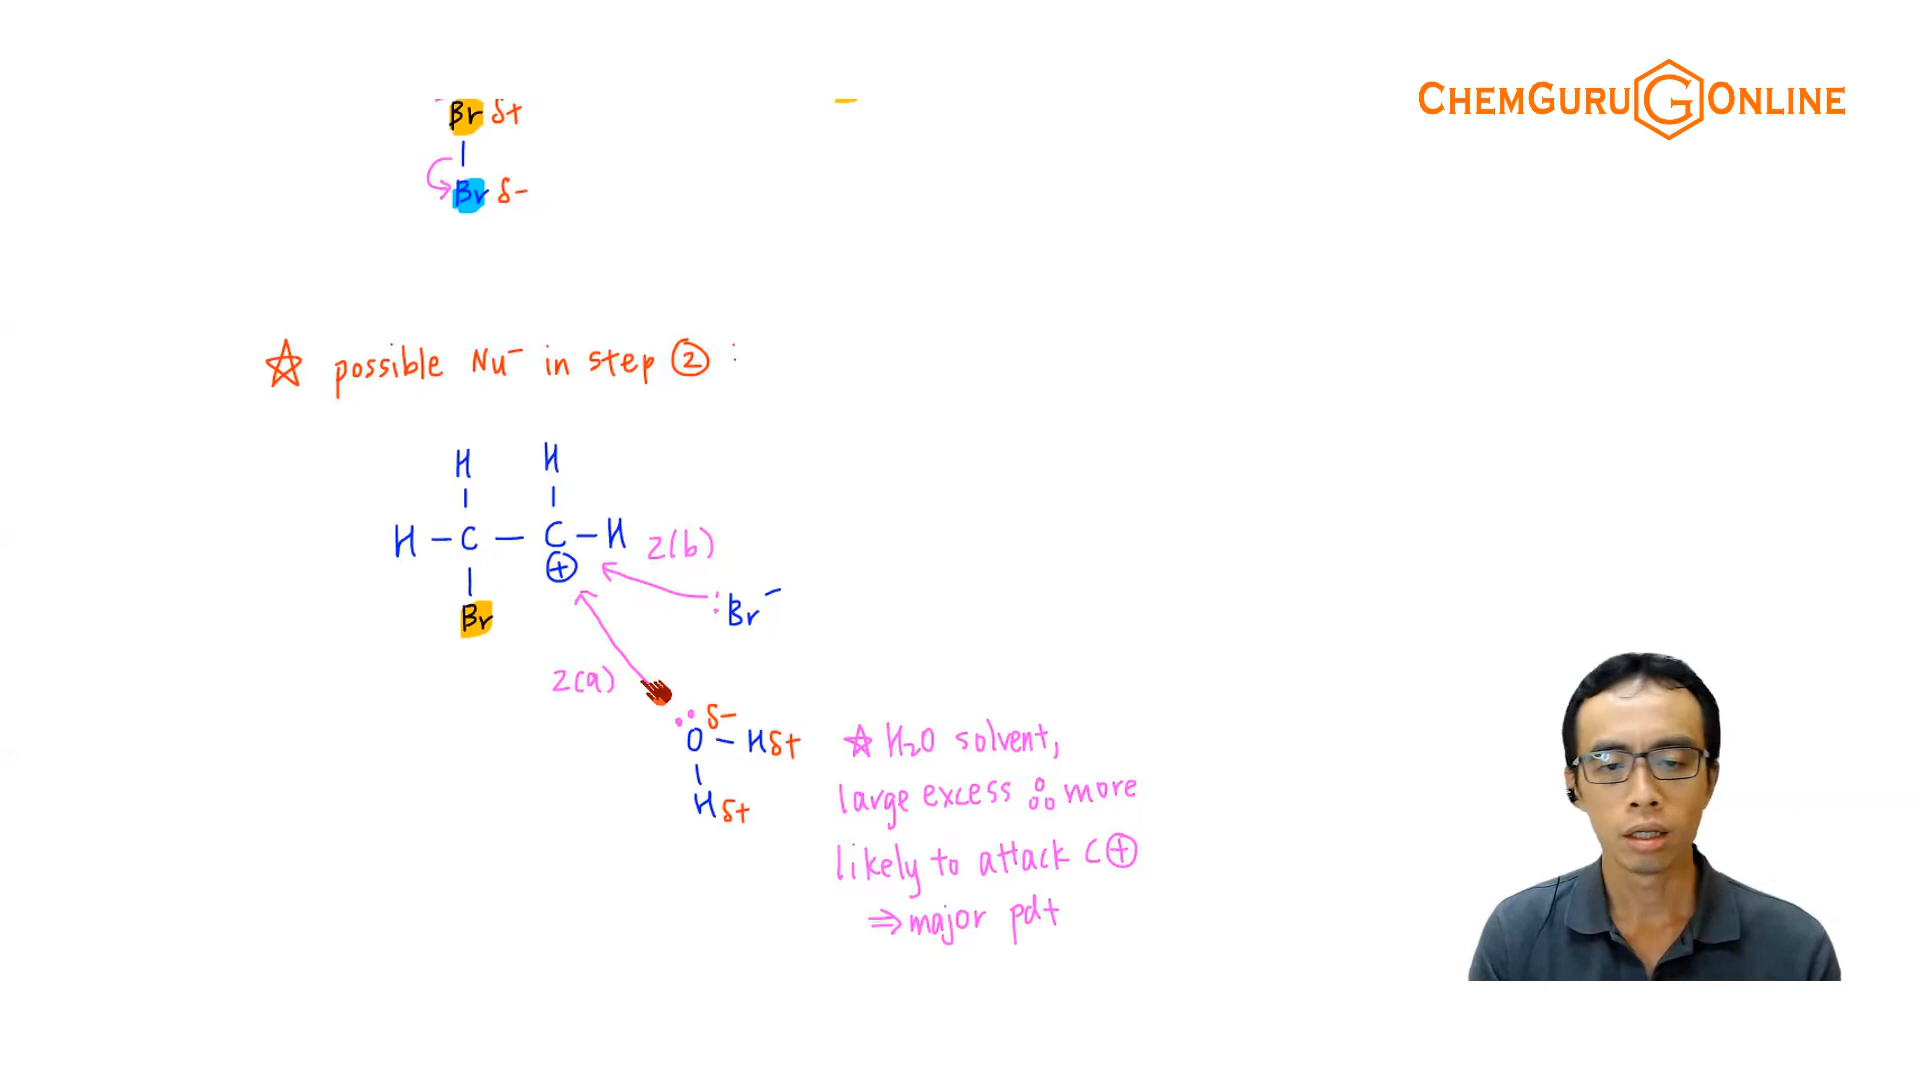 CHEMGURU G ONLINE
Br δ+
Br δ−
☆ possible Nu⁻ in step ② :
H H
H − C − C − H 2(b)
⊕
Br :Br⁻
2(a)
δ−
O − H δ+
H δ+
☆ H₂O solvent,
large excess ∴ more
likely to attack C⊕
⇒ major pdt